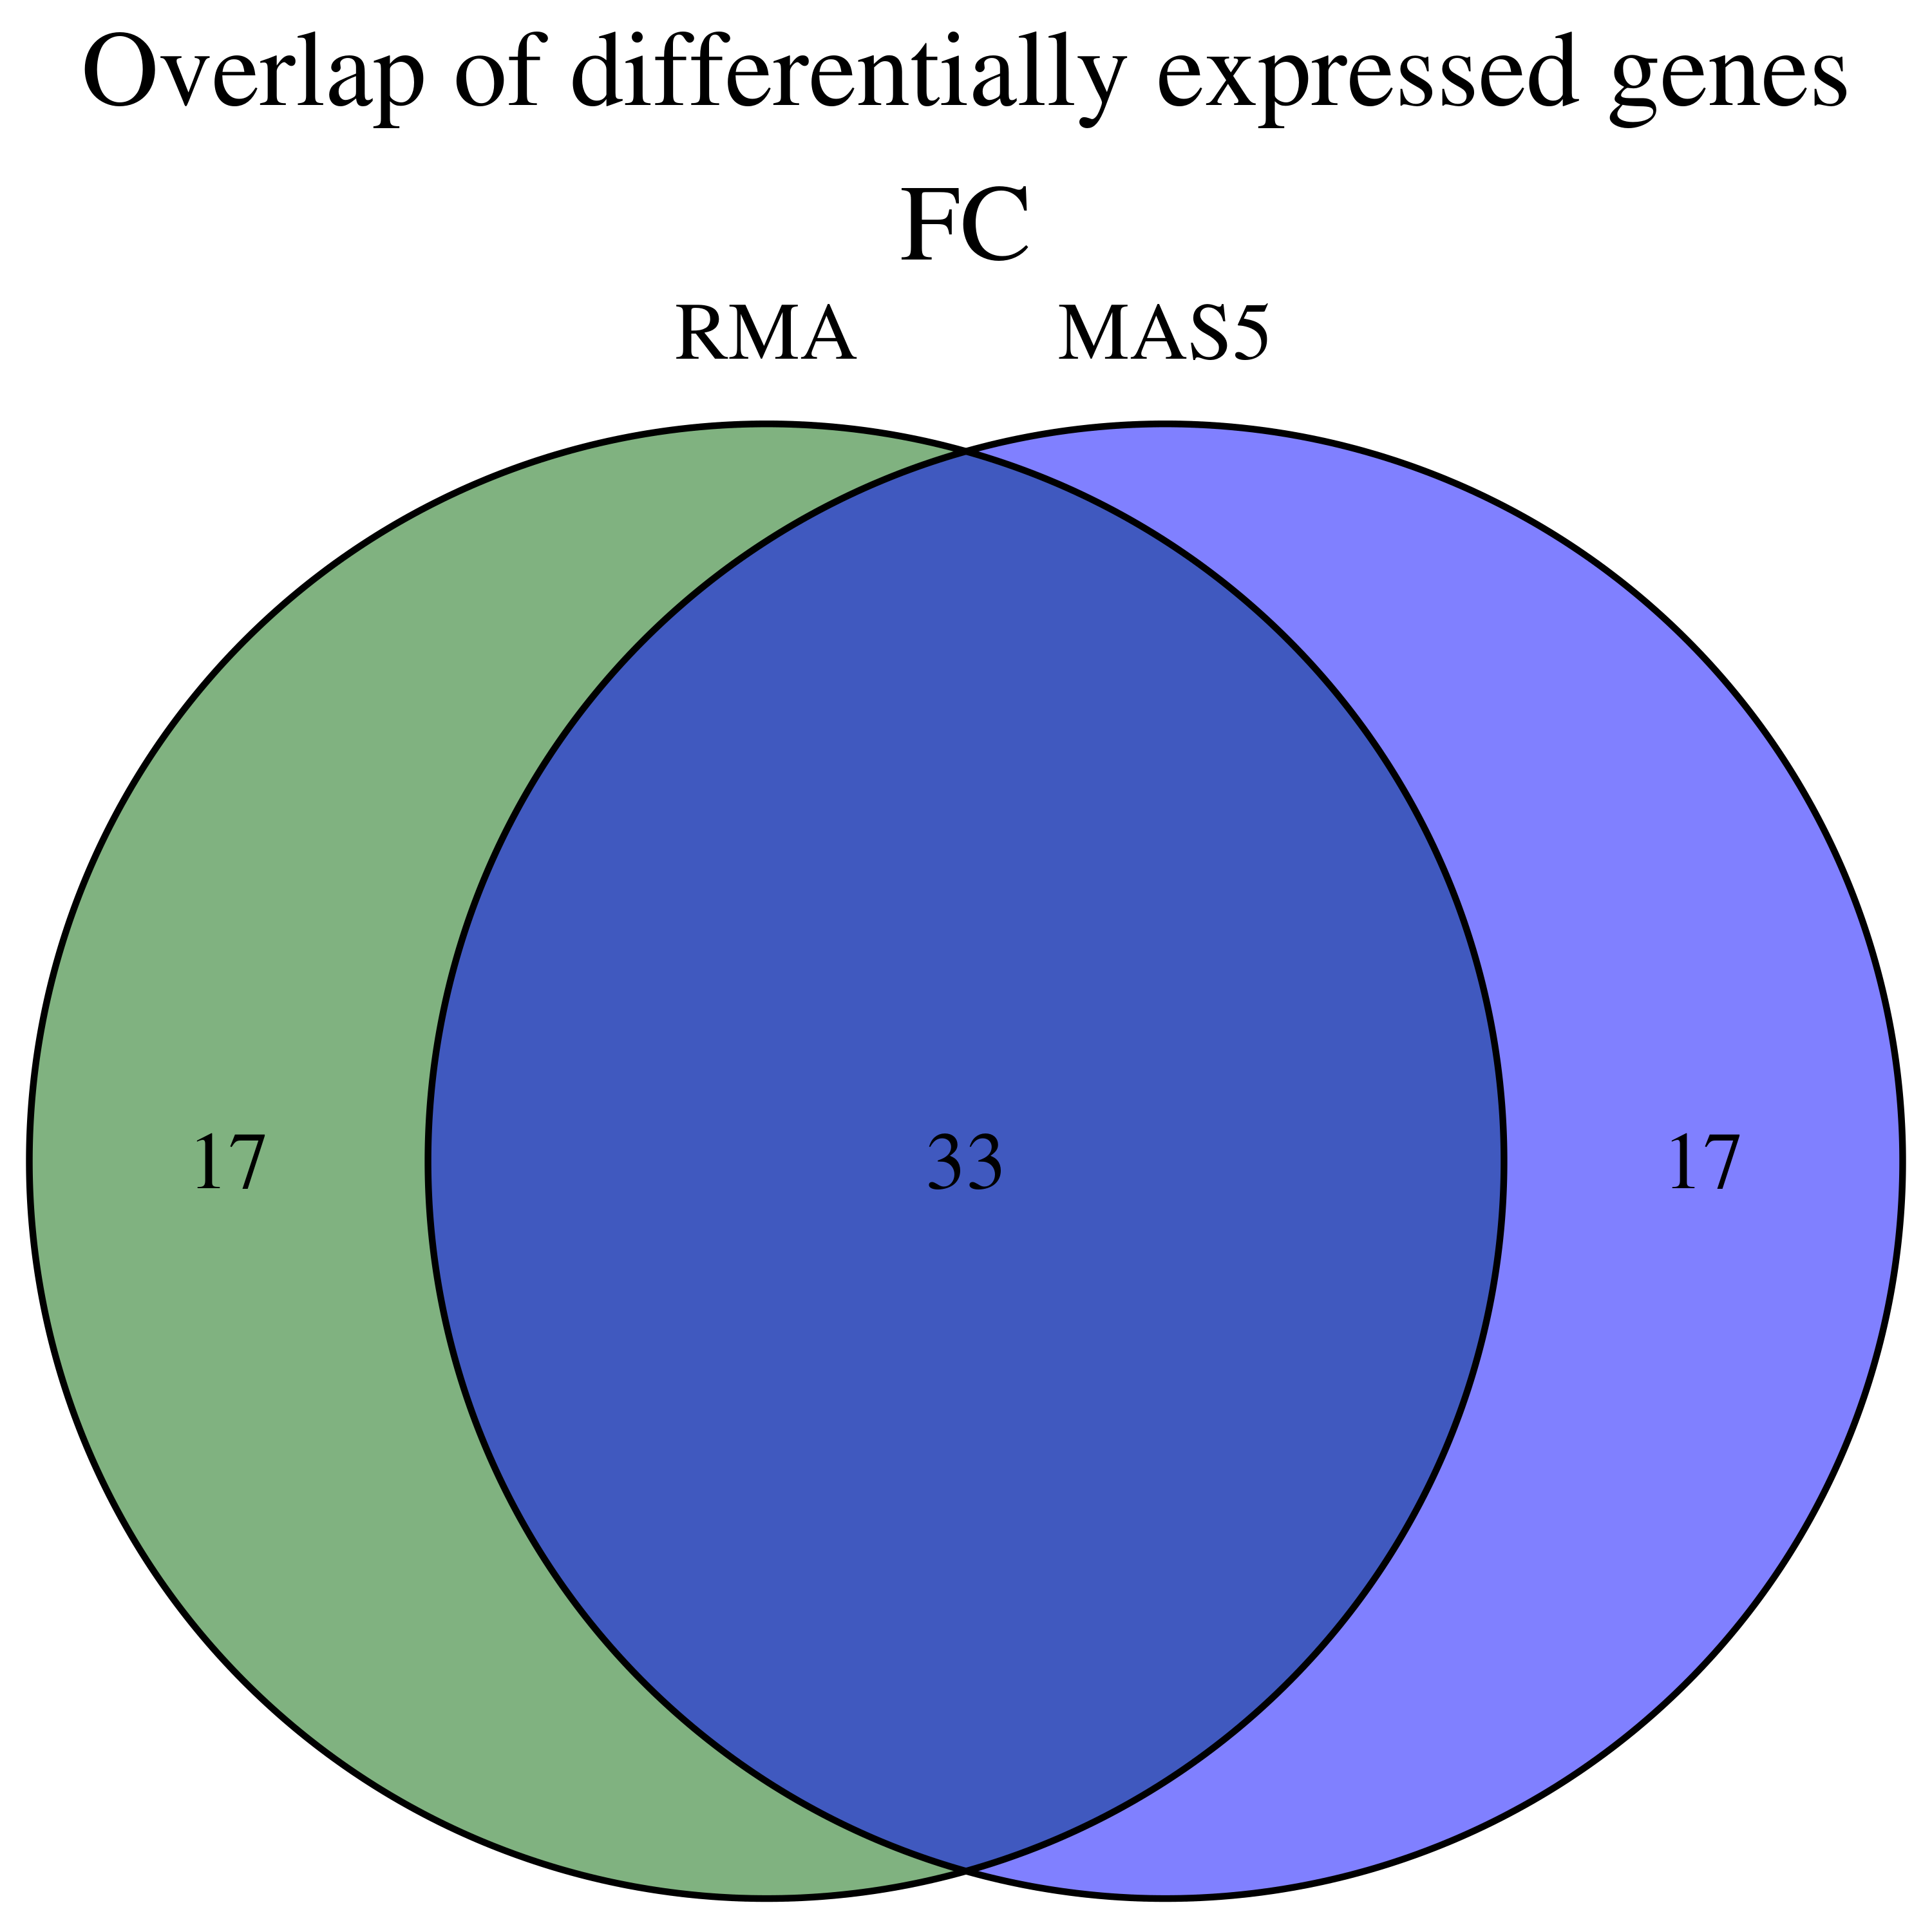 Overlap of differentially expressed genes
FC
RMA MAS5
17 33 17